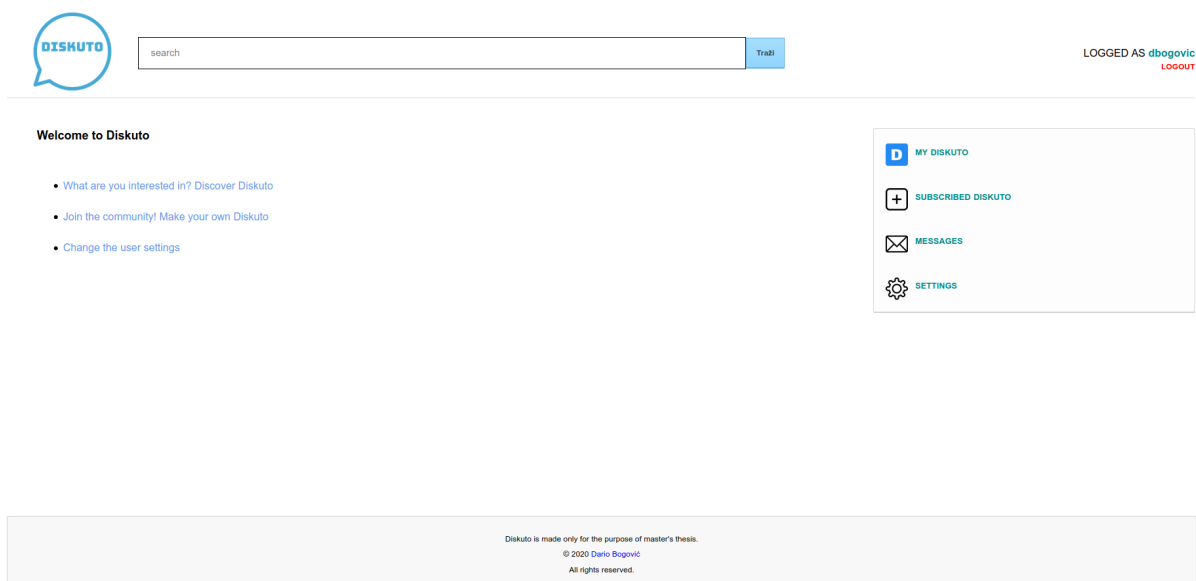 DISKUTO
search
Traži
LOGGED AS dbogovic
LOGOUT
Welcome to Diskuto
What are you interested in? Discover Diskuto
Join the community! Make your own Diskuto
Change the user settings
D
MY DISKUTO
SUBSCRIBED DISKUTO
MESSAGES
SETTINGS
Diskuto is made only for the purpose of master's thesis.
© 2020 Dario Bogović
All rights reserved.